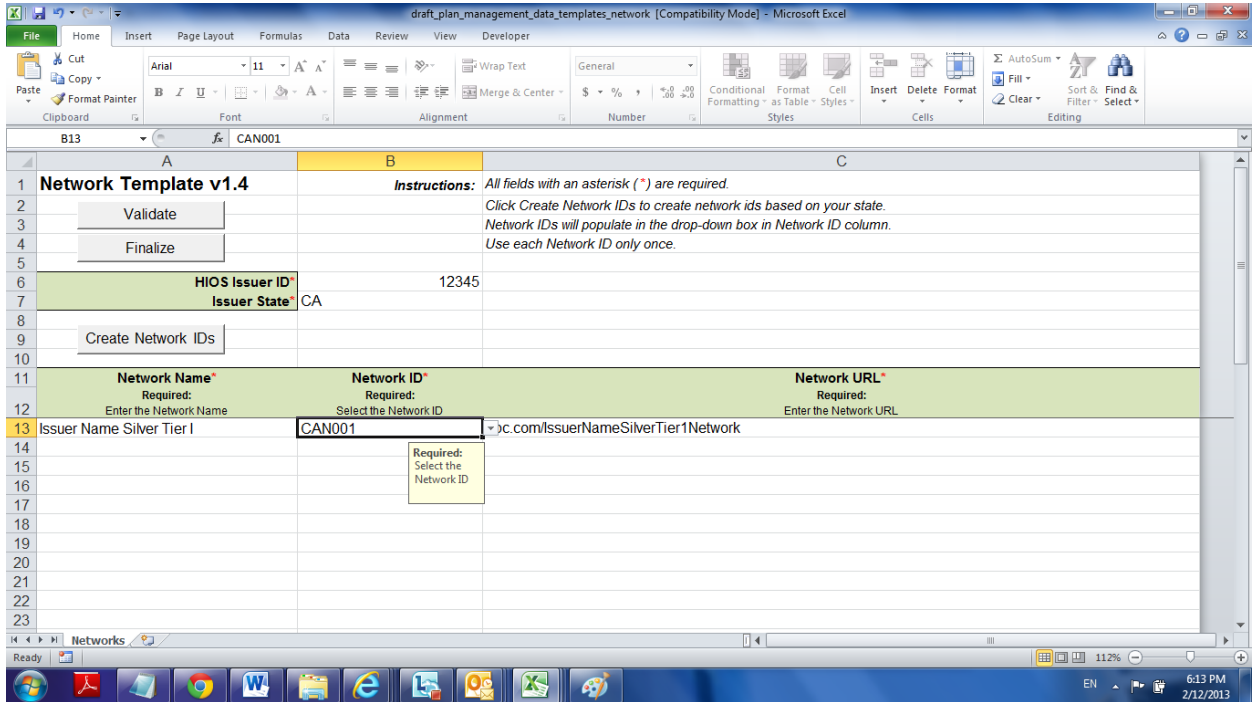 draft_plan_management_data_templates_network [Compatibility Mode] - Microsoft Excel
File Home Insert Page Layout Formulas Data Review View Developer
Paste
Cut
Copy
Format Painter
Clipboard
Arial 11
B I U
Font
Wrap Text
Merge & Center
Alignment
General
$ % , .0 .00 .00 .0
Number
Conditional Formatting
Format as Table
Cell Styles
Styles
Insert Delete Format
Cells
Σ AutoSum
Fill
Clear
Sort & Filter
Find & Select
Editing
B13 fx CAN001
A B C
1 Network Template v1.4 Instructions: All fields with an asterisk (*) are required.
2 Click Create Network IDs to create network ids based on your state.
Validate
3 Network IDs will populate in the drop-down box in Network ID column.
4 Finalize Use each Network ID only once.
5
6 HIOS Issuer ID* 12345
7 Issuer State* CA
8
9 Create Network IDs
10
11 Network Name* Network ID* Network URL*
Required: Required: Required:
12 Enter the Network Name Select the Network ID Enter the Network URL
13 Issuer Name Silver Tier I CAN001 bc.com/IssuerNameSilverTier1Network
14
Required:
15 Select the
16 Network ID
17
18
19
20
21
22
23
Networks
Ready 112%
EN 6:13 PM
2/12/2013